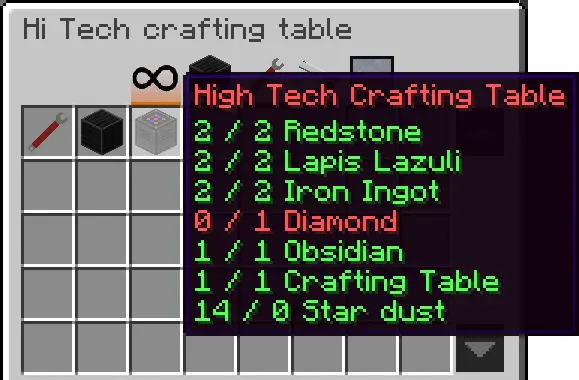 Hi Tech crafting table
High Tech Crafting Table
2 / 2 Redstone
2 / 2 Lapis Lazuli
2 / 2 Iron Ingot
0 / 1 Diamond
1 / 1 Obsidian
1 / 1 Crafting Table
14 / 0 Star dust